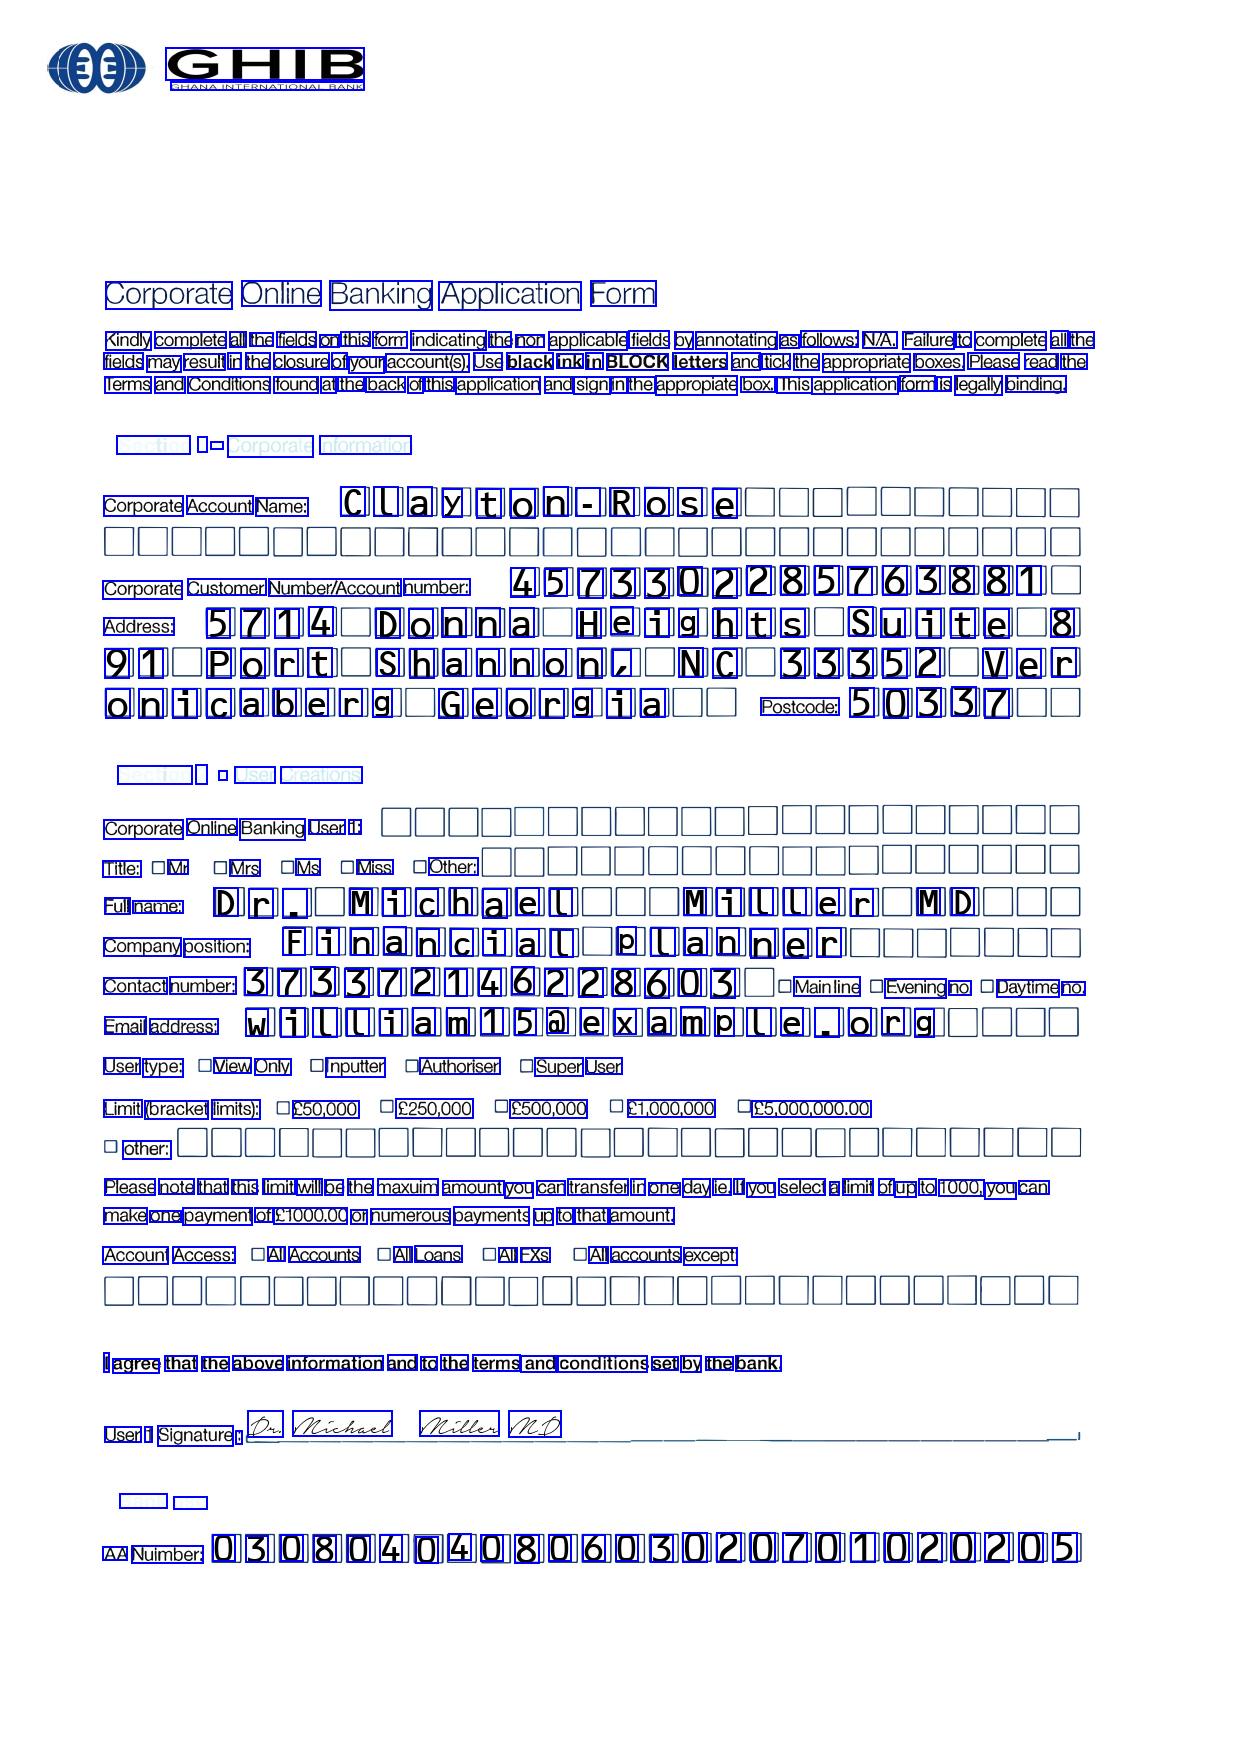 GHIB
GHANA INTERNATIONAL BANK
Corporate Online Banking Application Form
Kindly complete all the fields on this form indicating the non applicable fields by annotating as follows: N/A. Failure to complete all the
fields may result in the closure of your account(s). Use black ink in BLOCK letters and tick the appropriate boxes. Please read the
Terms and Conditions found at the back of this application and sign in the appropiate box. This application form is legally binding.
Section - Corporate Information
Corporate Account Name: Clayton-Rose
Corporate Customer Number/Account number: 4573302285763881
Address: 5714 Donna Heights Suite 8
91 Port Shannon, NC 33352 Ver
onicaberg Georgia Postcode: 50337
Section - User Creations
Corporate Online Banking User 1:
Title: Mr Mrs Ms Miss Other:
Full name: Dr. Michael Miller MD
Company position: Financial planner
Contact number: 373372146228603 Main line Evening no Daytime no.
Email address: william15@example.org
User type: View Only Inputter Authoriser Super User
Limit (bracket limits): £50,000 £250,000 £500,000 £1,000,000 £5,000,000.00
other:
Please note that this limit will be the maxuim amount you can transfer in one day ie. If you select a limit of up to 1000, you can
make one payment of £1000.00 or numerous payments up to that amount.
Account Access: All Accounts All Loans All FXs All accounts except
I agree that the above information and to the terms and conditions set by the bank.
User 1 Signature: Dr. Michael Miller MD
AA Nuimber: 03080404080603020701020205